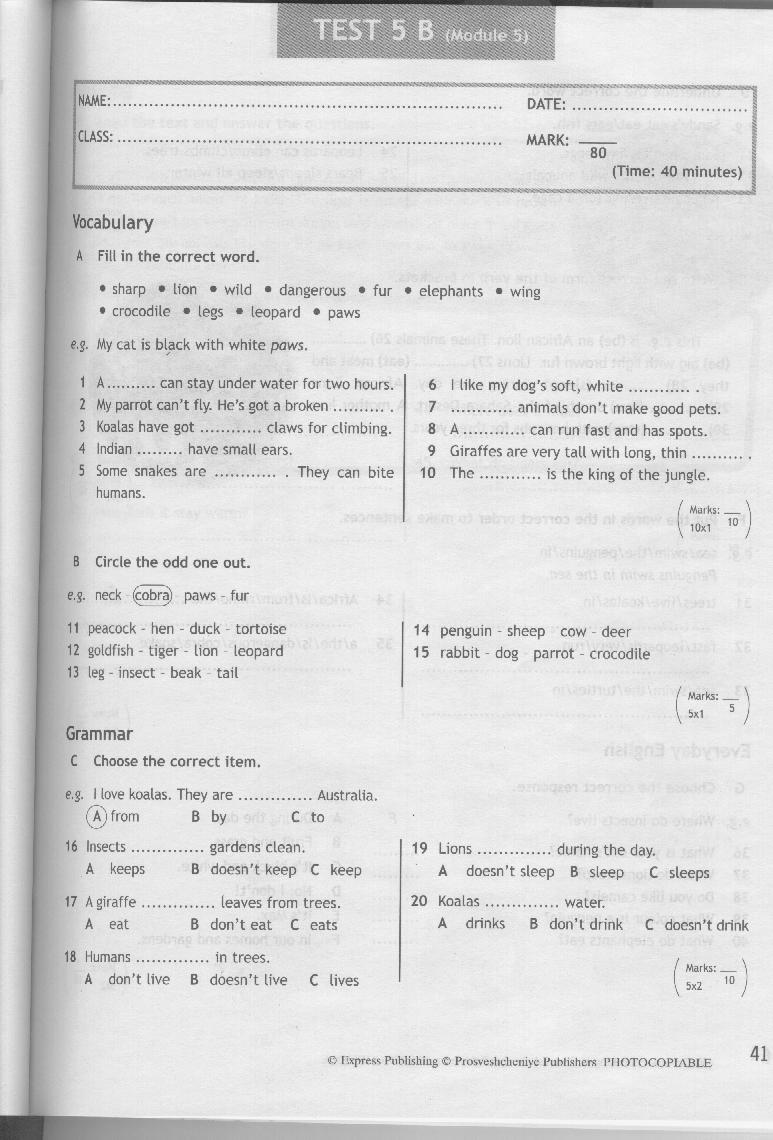 TEST 5 B (Module 5)
NAME:..............................................................................
DATE: ...............................
CLASS: .............................................................................
MARK: ____
80
(Time: 40 minutes)
Vocabulary
A Fill in the correct word.
• sharp • lion • wild • dangerous • fur • elephants • wing
• crocodile • legs • leopard • paws
e.g. My cat is black with white paws.
1 A.......... can stay under water for two hours.
2 My parrot can't fly. He's got a broken .......... .
3 Koalas have got ............ claws for climbing.
4 Indian ......... have small ears.
5 Some snakes are ............ . They can bite
humans.
6 I like my dog's soft, white ............ .
7 ............ animals don't make good pets.
8 A............ can run fast and has spots.
9 Giraffes are very tall with long, thin .......... .
10 The ............ is the king of the jungle.
Marks: __
10x1 10
B Circle the odd one out.
e.g. neck - cobra - paws - fur
11 peacock - hen - duck - tortoise
12 goldfish - tiger - lion - leopard
13 leg - insect - beak - tail
14 penguin - sheep cow - deer
15 rabbit - dog parrot - crocodile
Marks: __
5x1 5
Grammar
C Choose the correct item.
e.g. I love koalas. They are .............. Australia.
A from B by C to
16 Insects .............. gardens clean.
A keeps B doesn't keep C keep
17 A giraffe .............. leaves from trees.
A eat B don't eat C eats
18 Humans .............. in trees.
A don't live B doesn't live C lives
19 Lions .............. during the day.
A doesn't sleep B sleep C sleeps
20 Koalas .............. water.
A drinks B don't drink C doesn't drink
Marks: __
5x2 10
© Express Publishing © Prosveshcheniye Publishers PHOTOCOPIABLE
41